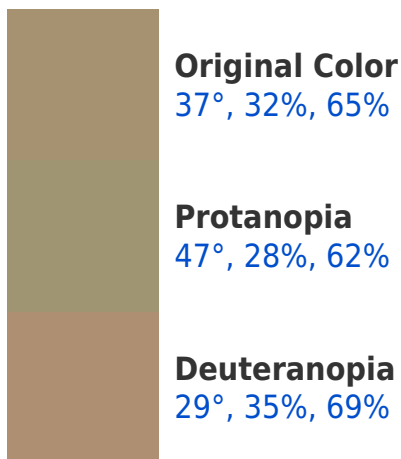 Original Color
37°, 32%, 65%
Protanopia
47°, 28%, 62%
Deuteranopia
29°, 35%, 69%